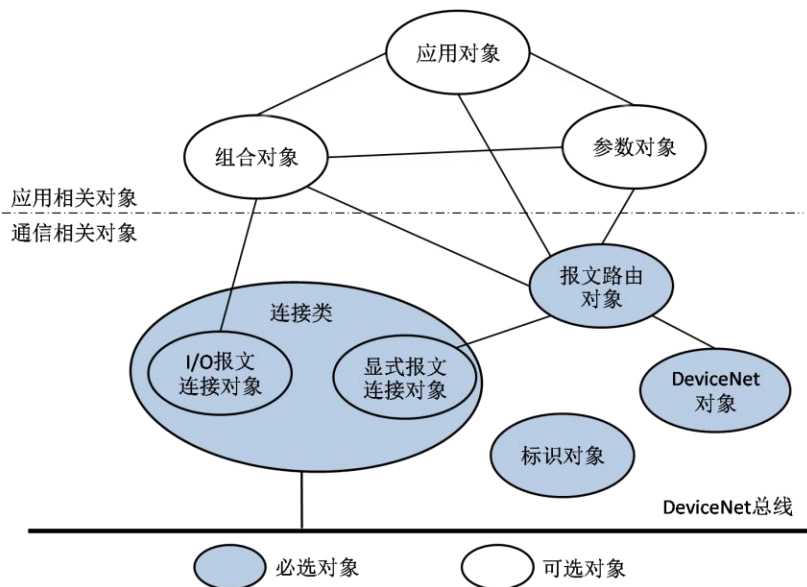 应用对象
组合对象
参数对象
应用相关对象
通信相关对象
报文路由
对象
连接类
I/O报文
连接对象
显式报文
连接对象
DeviceNet
对象
标识对象
DeviceNet总线
必选对象
可选对象